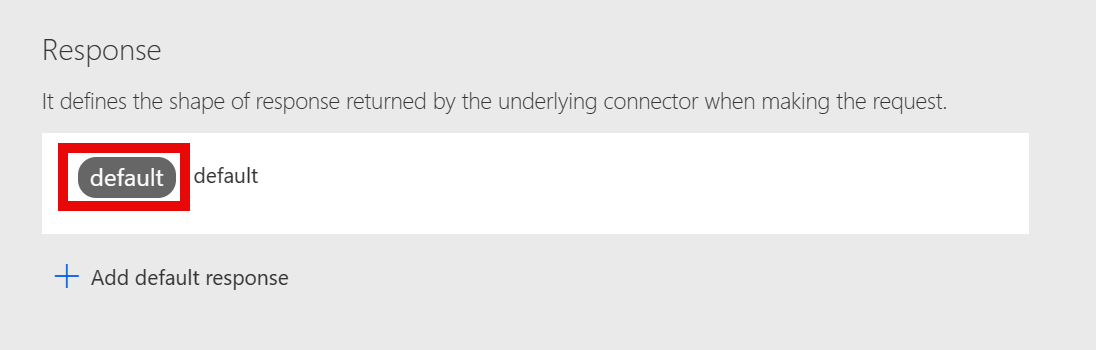 Response
It defines the shape of response returned by the underlying connector when making the request.
default default
Add default response